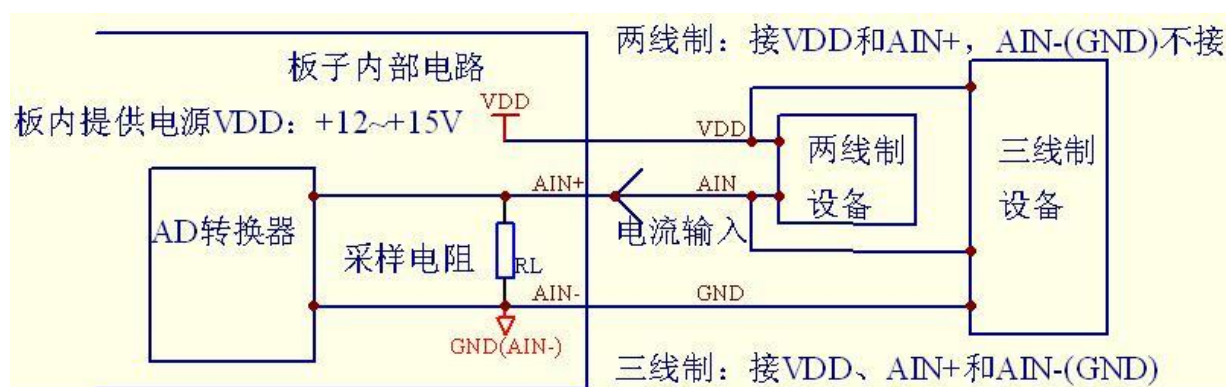 两线制：接VDD和AIN+，AIN-(GND)不接
板子内部电路
VDD
板内提供电源VDD：+12~+15V
VDD
两线制
设备
三线制
设备
AIN+
AIN
AD转换器
电流输入
采样电阻
RL
AIN-
GND
GND(AIN-)
三线制：接VDD、AIN+和AIN-(GND)